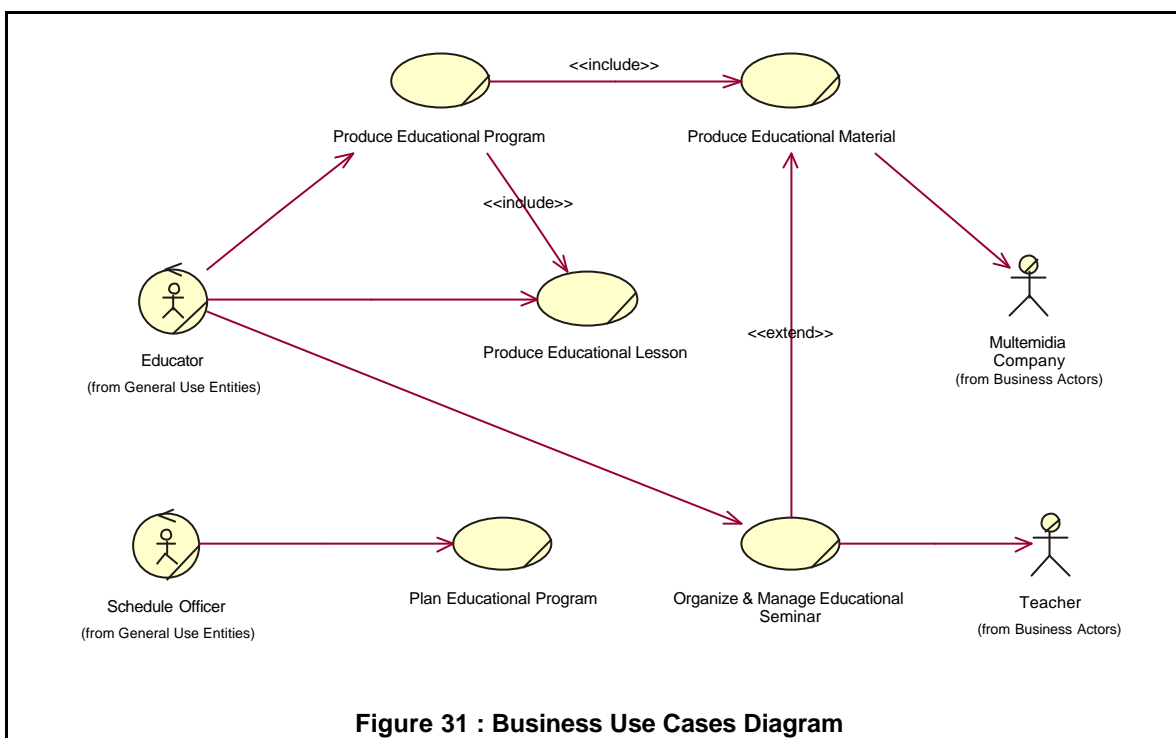 <<include>>
Produce Educational Program
Produce Educational Material
<<include>>
Educator
(from General Use Entities)
Produce Educational Lesson
<<extend>>
Multemidia
Company
(from Business Actors)
Schedule Officer
(from General Use Entities)
Plan Educational Program
Organize & Manage Educational
Seminar
Teacher
(from Business Actors)
Figure 31 : Business Use Cases Diagram